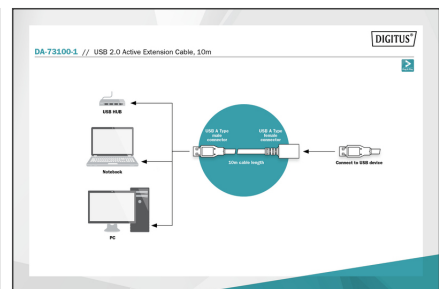 DIGITUS®
DA-73100-1 // USB 2.0 Active Extension Cable, 10m
USB HUB
USB A Type
male
connector
USB A Type
female
connector
10m cable length
Notebook
Connect to USB device
PC